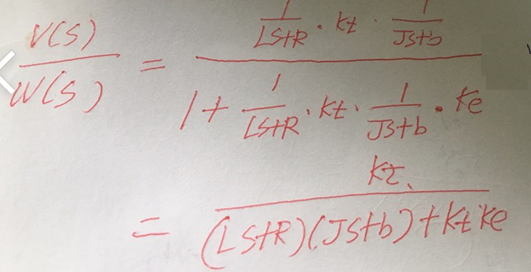 V(S)/W(S) = (1/(LS+R) · kt · 1/(JS+b)) / (1 + 1/(LS+R) · kt · 1/(JS+b) · ke)
= kt / ((LS+R)(JS+b)+kt ke)